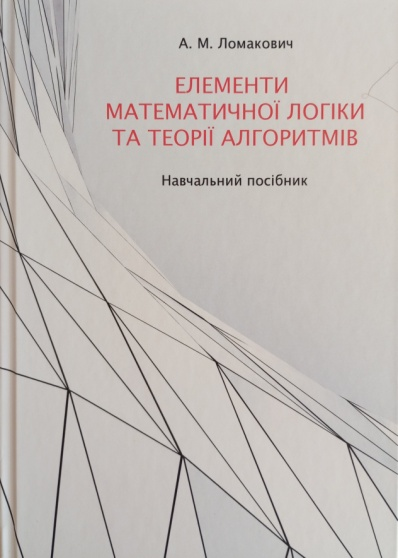 А. М. Ломакович
ЕЛЕМЕНТИ
МАТЕМАТИЧНОЇ ЛОГІКИ
ТА ТЕОРІЇ АЛГОРИТМІВ
Навчальний посібник